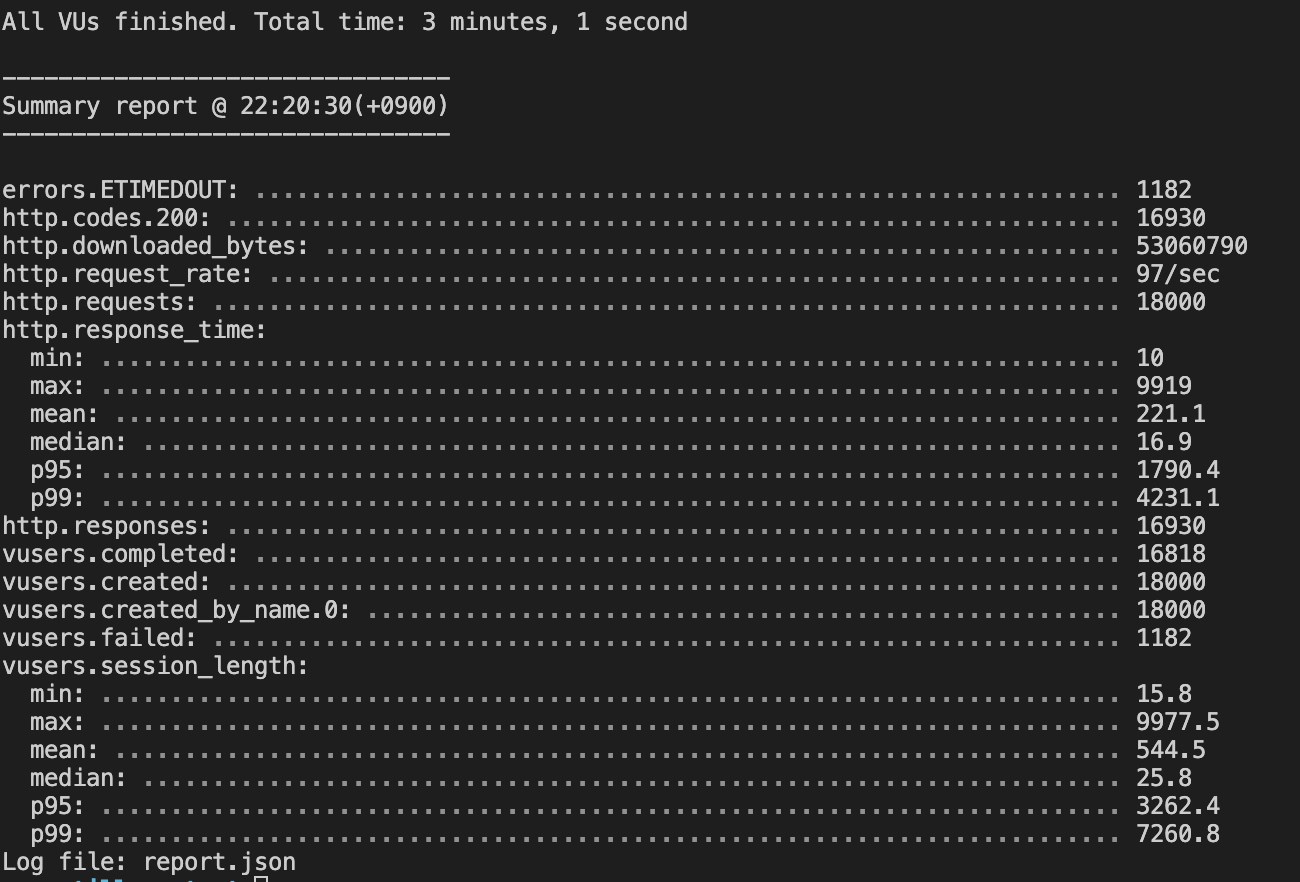 All VUs finished. Total time: 3 minutes, 1 second
--------------------------------
Summary report @ 22:20:30(+0900)
--------------------------------
errors.ETIMEDOUT: .............................................................. 1182
http.codes.200: ................................................................ 16930
http.downloaded_bytes: ......................................................... 53060790
http.request_rate: ............................................................. 97/sec
http.requests: ................................................................. 18000
http.response_time:
  min: ......................................................................... 10
  max: ......................................................................... 9919
  mean: ........................................................................ 221.1
  median: ...................................................................... 16.9
  p95: ......................................................................... 1790.4
  p99: ......................................................................... 4231.1
http.responses: ................................................................ 16930
vusers.completed: .............................................................. 16818
vusers.created: ................................................................ 18000
vusers.created_by_name.0: ...................................................... 18000
vusers.failed: ................................................................. 1182
vusers.session_length:
  min: ......................................................................... 15.8
  max: ......................................................................... 9977.5
  mean: ........................................................................ 544.5
  median: ...................................................................... 25.8
  p95: ......................................................................... 3262.4
  p99: ......................................................................... 7260.8
Log file: report.json